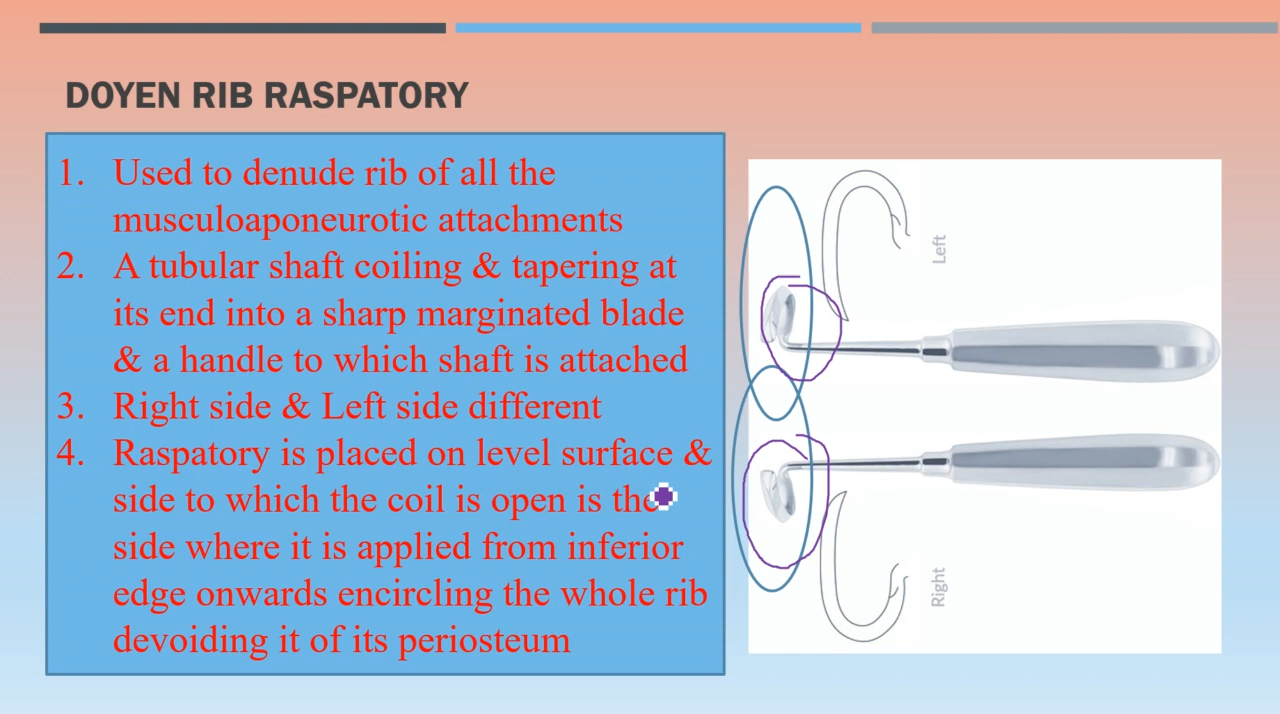 DOYEN RIB RASPATORY
1. Used to denude rib of all the
musculoaponeurotic attachments
2. A tubular shaft coiling & tapering at
its end into a sharp marginated blade
& a handle to which shaft is attached
3. Right side & Left side different
4. Raspatory is placed on level surface &
side to which the coil is open is the
side where it is applied from inferior
edge onwards encircling the whole rib
devoiding it of its periosteum
Left
Right